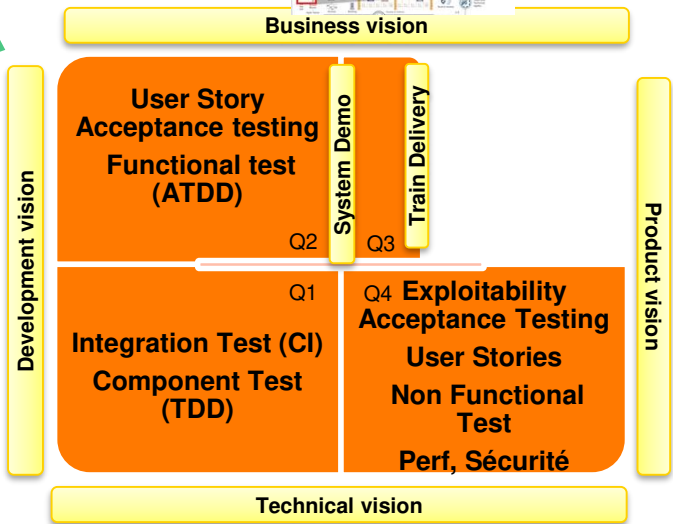 Business vision
Development vision
User Story
Acceptance testing
Functional test
(ATDD)
Q2
System Demo
Q3
Train Delivery
Product vision
Q1
Integration Test (CI)
Component Test
(TDD)
Q4 Exploitability
Acceptance Testing
User Stories
Non Functional
Test
Perf, Sécurité
Technical vision